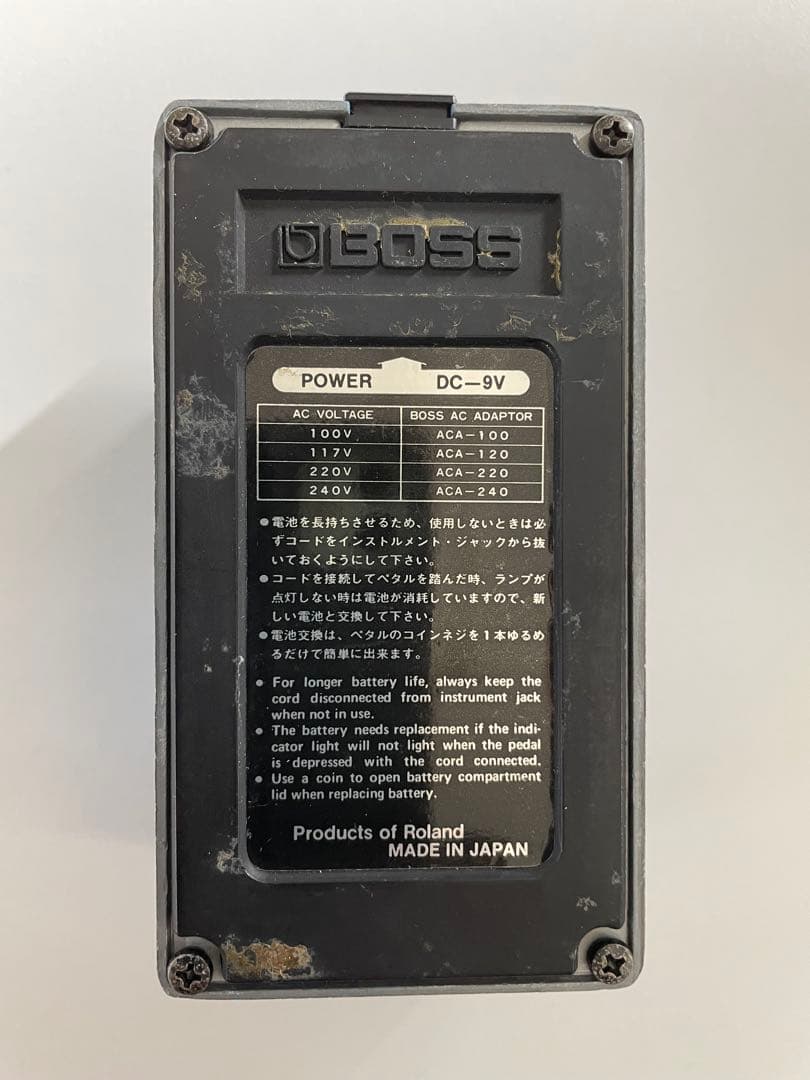 BOSS
POWER DC-9V
AC VOLTAGE BOSS AC ADAPTOR
100V ACA-100
117V ACA-120
220V ACA-220
240V ACA-240
●電池を長持ちさせるため、使用しないときは必
ずコードをインストルメント・ジャックから抜
いておくようにして下さい。
●コードを接続してペタルを踏んだ時、ランプが
点灯しない時は電池が消耗していますので、新
しい電池と交換して下さい。
●電池交換は、ペタルのコインネジを1本ゆるめ
るだけで簡単に出来ます。
● For longer battery life, always keep the
cord disconnected from instrument jack
when not in use.
● The battery needs replacement if the indi-
cator light will not light when the pedal
is depressed with the cord connected.
● Use a coin to open battery compartment
lid when replacing battery.
Products of Roland
MADE IN JAPAN